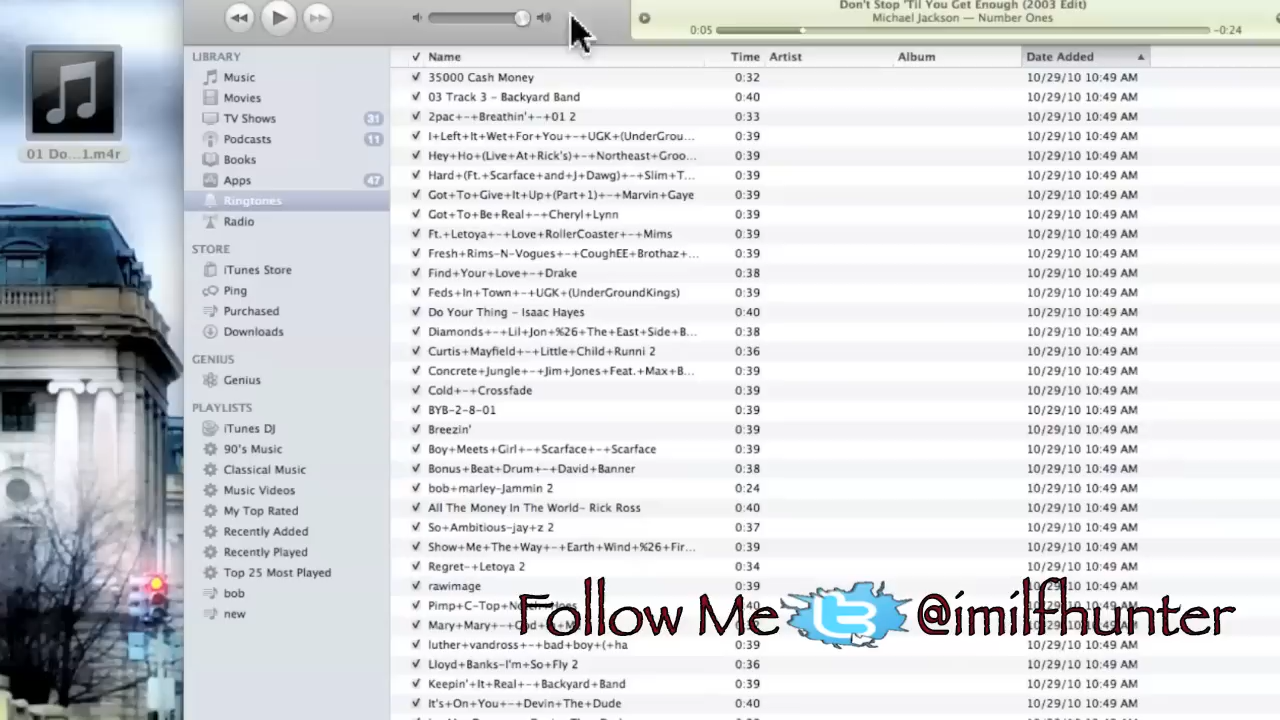 Don't Stop 'Til You Get Enough (2003 Edit)
Michael Jackson — Number Ones
0:05 -0:24
01 Do...1.m4r
LIBRARY
Music
Movies
TV Shows 31
Podcasts 11
Books
Apps 47
Ringtones
Radio
STORE
iTunes Store
Ping
Purchased
Downloads
GENIUS
Genius
PLAYLISTS
iTunes DJ
90's Music
Classical Music
Music Videos
My Top Rated
Recently Added
Recently Played
Top 25 Most Played
bob
new
✓ Name Time Artist Album Date Added
✓ 35000 Cash Money 0:32 10/29/10 10:49 AM
✓ 03 Track 3 - Backyard Band 0:40 10/29/10 10:49 AM
✓ 2pac+-+Breathin'+-+01 2 0:33 10/29/10 10:49 AM
✓ I+Left+It+Wet+For+You+-+UGK+(UnderGrou... 0:39 10/29/10 10:49 AM
✓ Hey+Ho+(Live+At+Rick's)+-+Northeast+Groo... 0:39 10/29/10 10:49 AM
✓ Hard+(Ft.+Scarface+and+J+Dawg)+-+Slim+T... 0:39 10/29/10 10:49 AM
✓ Got+To+Give+It+Up+(Part+1)+-+Marvin+Gaye 0:39 10/29/10 10:49 AM
✓ Got+To+Be+Real+-+Cheryl+Lynn 0:39 10/29/10 10:49 AM
✓ Ft.+Letoya+-+Love+RollerCoaster+-+Mims 0:39 10/29/10 10:49 AM
✓ Fresh+Rims-N-Vogues+-+CoughEE+Brothaz+... 0:39 10/29/10 10:49 AM
✓ Find+Your+Love+-+Drake 0:38 10/29/10 10:49 AM
✓ Feds+In+Town+-+UGK+(UnderGroundKings) 0:39 10/29/10 10:49 AM
✓ Do Your Thing - Isaac Hayes 0:40 10/29/10 10:49 AM
✓ Diamonds+-+Lil+Jon+%26+The+East+Side+B... 0:38 10/29/10 10:49 AM
✓ Curtis+Mayfield+-+Little+Child+Runni 2 0:36 10/29/10 10:49 AM
✓ Concrete+Jungle+-+Jim+Jones+Feat.+Max+B... 0:39 10/29/10 10:49 AM
✓ Cold+-+Crossfade 0:39 10/29/10 10:49 AM
✓ BYB-2-8-01 0:39 10/29/10 10:49 AM
✓ Breezin' 0:39 10/29/10 10:49 AM
✓ Boy+Meets+Girl+-+Scarface+-+Scarface 0:39 10/29/10 10:49 AM
✓ Bonus+Beat+Drum+-+David+Banner 0:38 10/29/10 10:49 AM
✓ bob+marley-Jammin 2 0:24 10/29/10 10:49 AM
✓ All The Money In The World- Rick Ross 0:40 10/29/10 10:49 AM
✓ So+Ambitious-jay+z 2 0:37 10/29/10 10:49 AM
✓ Show+Me+The+Way+-+Earth+Wind+%26+Fir... 0:39 10/29/10 10:49 AM
✓ Regret-+Letoya 2 0:34 10/29/10 10:49 AM
✓ rawimage 0:39 10/29/10 10:49 AM
✓ Pimp+C-Top+ 10:49 AM
✓ Mary+Mary+-+God+ 10:49 AM
Follow Me @imilfhunter
✓ luther+vandross+-+bad+boy+(+ha 0:39 10/29/10 10:49 AM
✓ Lloyd+Banks-I'm+So+Fly 2 0:36 10/29/10 10:49 AM
✓ Keepin'+It+Real+-+Backyard+Band 0:39 10/29/10 10:49 AM
✓ It's+On+You+-+Devin+The+Dude 0:40 10/29/10 10:49 AM